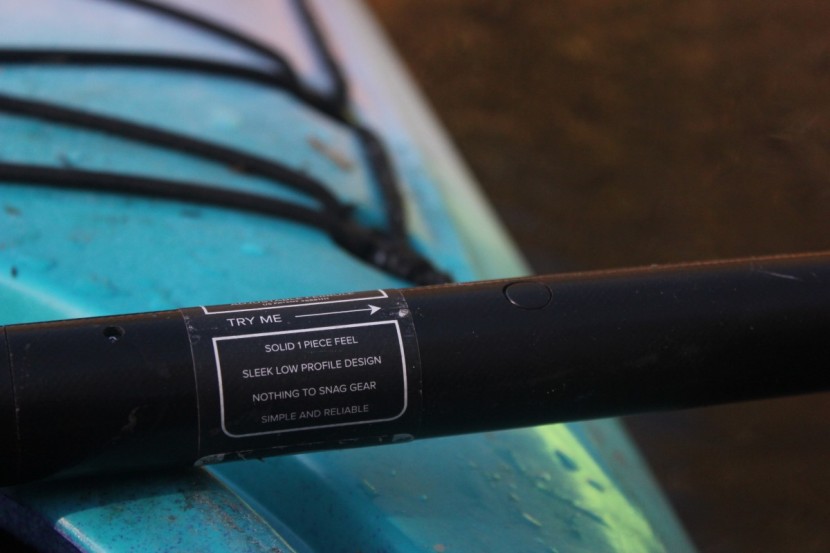 TRY ME
SOLID 1 PIECE FEEL
SLEEK LOW PROFILE DESIGN
NOTHING TO SNAG GEAR
SIMPLE AND RELIABLE